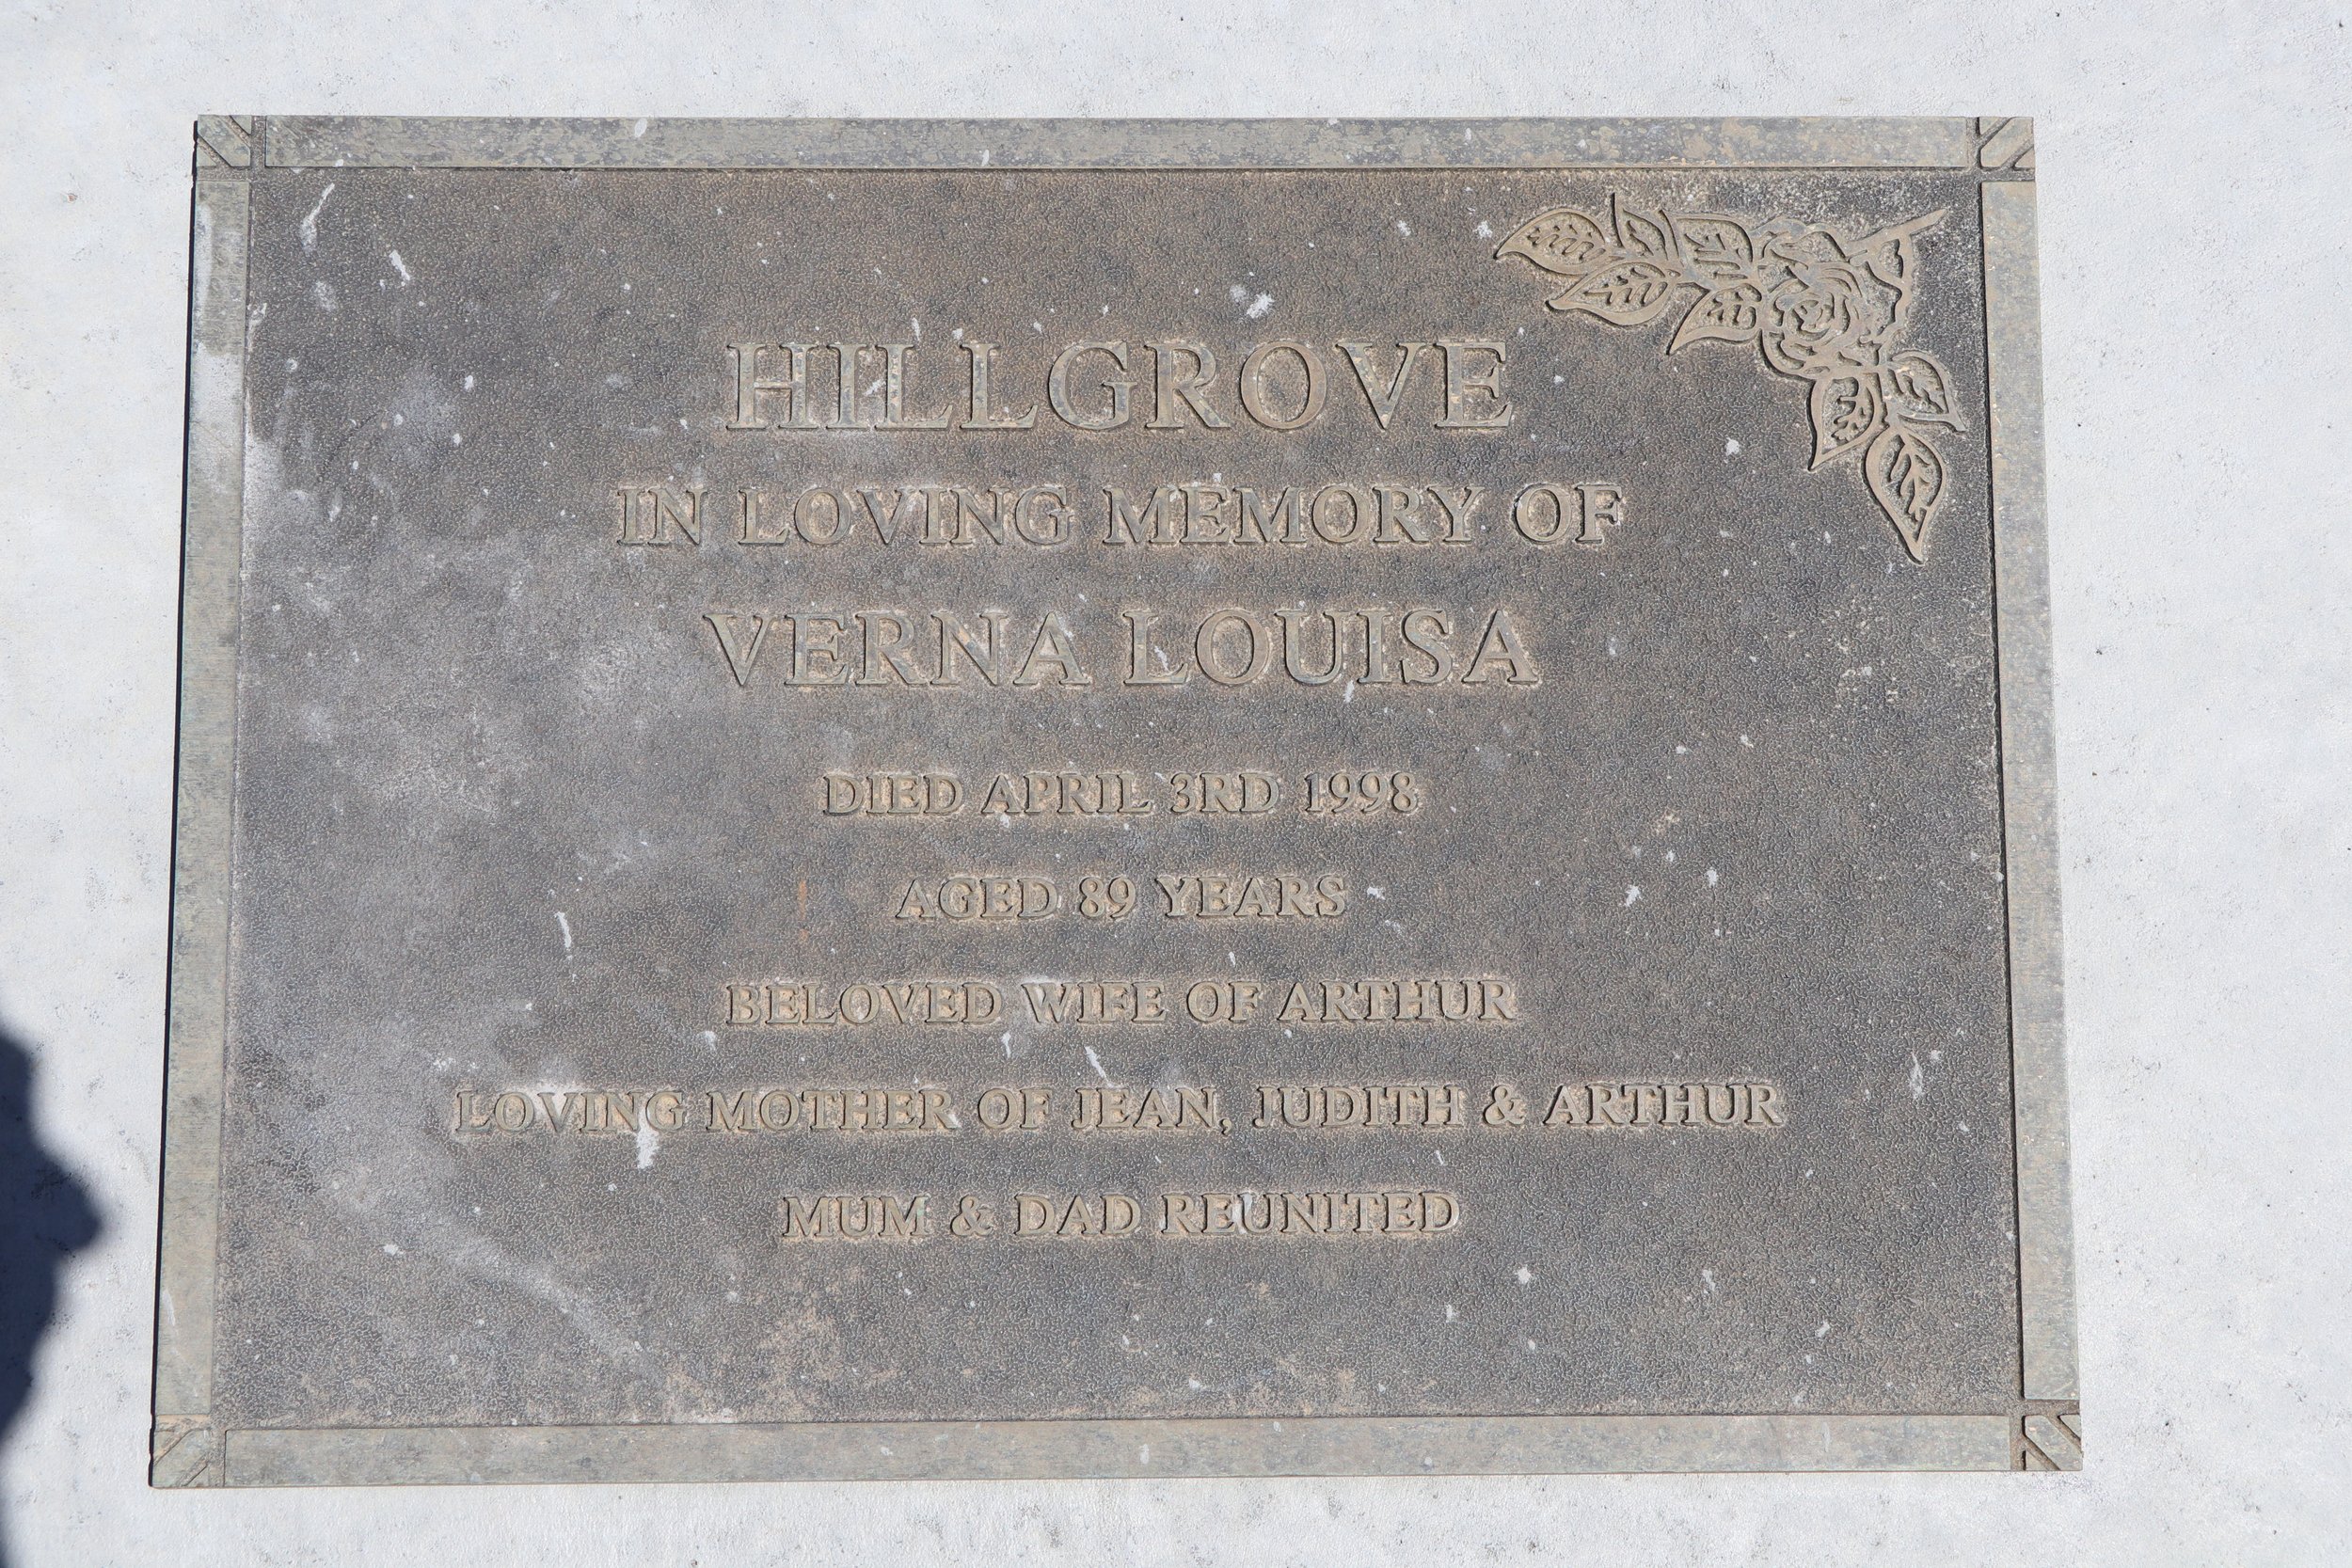 HILLGROVE
IN LOVING MEMORY OF
VERNA LOUISA
DIED APRIL 3RD 1998
AGED 89 YEARS
BELOVED WIFE OF ARTHUR
LOVING MOTHER OF JEAN, JUDITH & ARTHUR
MUM & DAD REUNITED